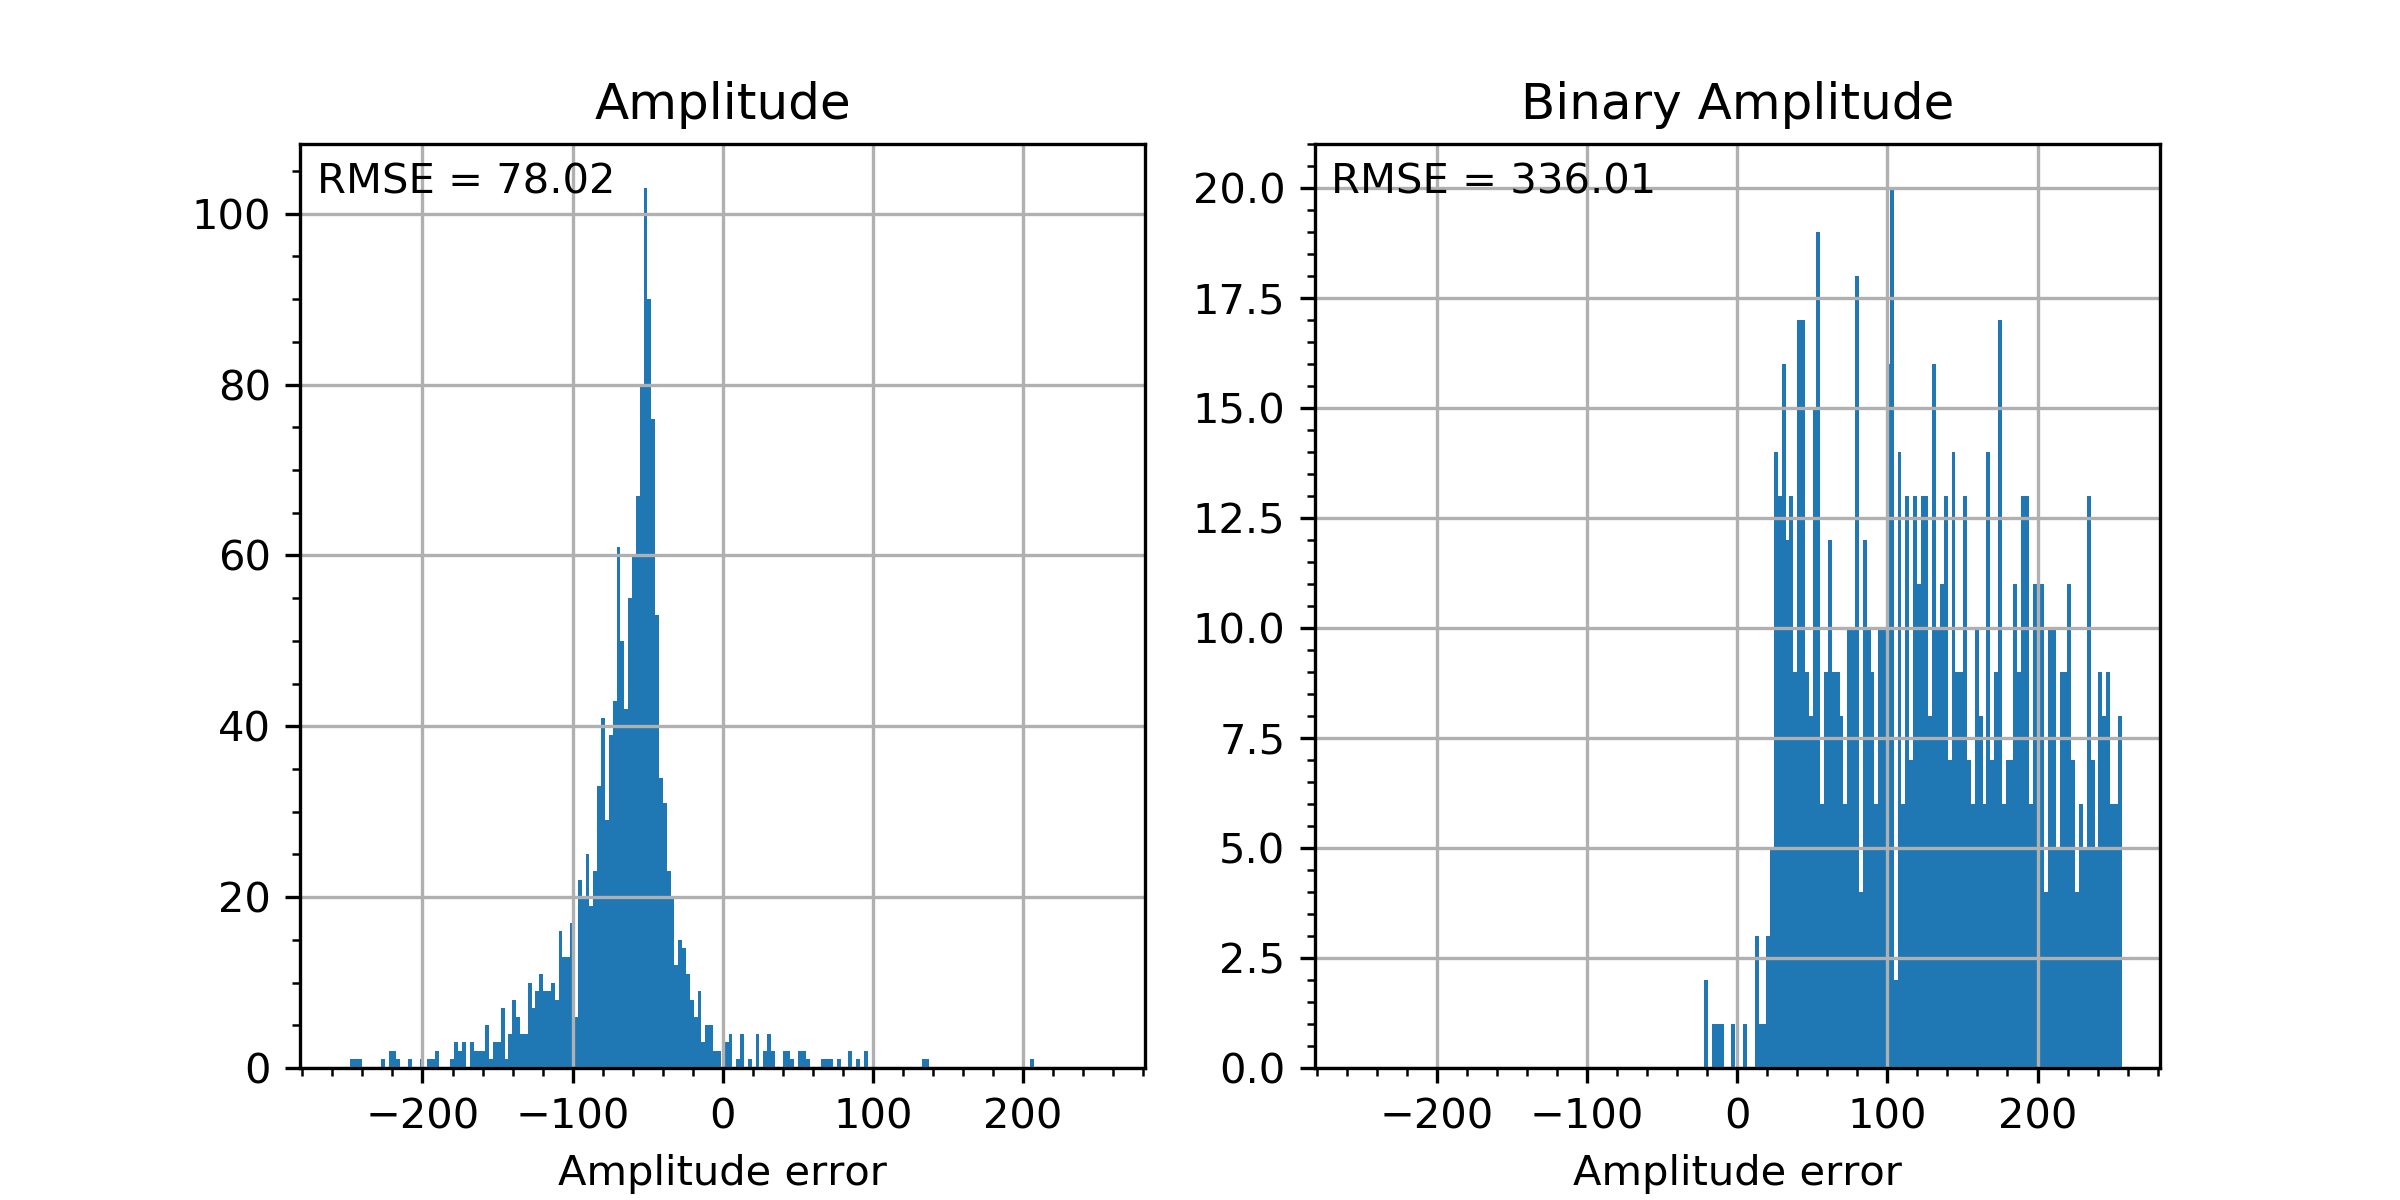 Amplitude
RMSE = 78.02
100
80
60
40
20
0
−200 −100 0 100 200
Amplitude error
Binary Amplitude
RMSE = 336.01
20.0
17.5
15.0
12.5
10.0
7.5
5.0
2.5
0.0
−200 −100 0 100 200
Amplitude error